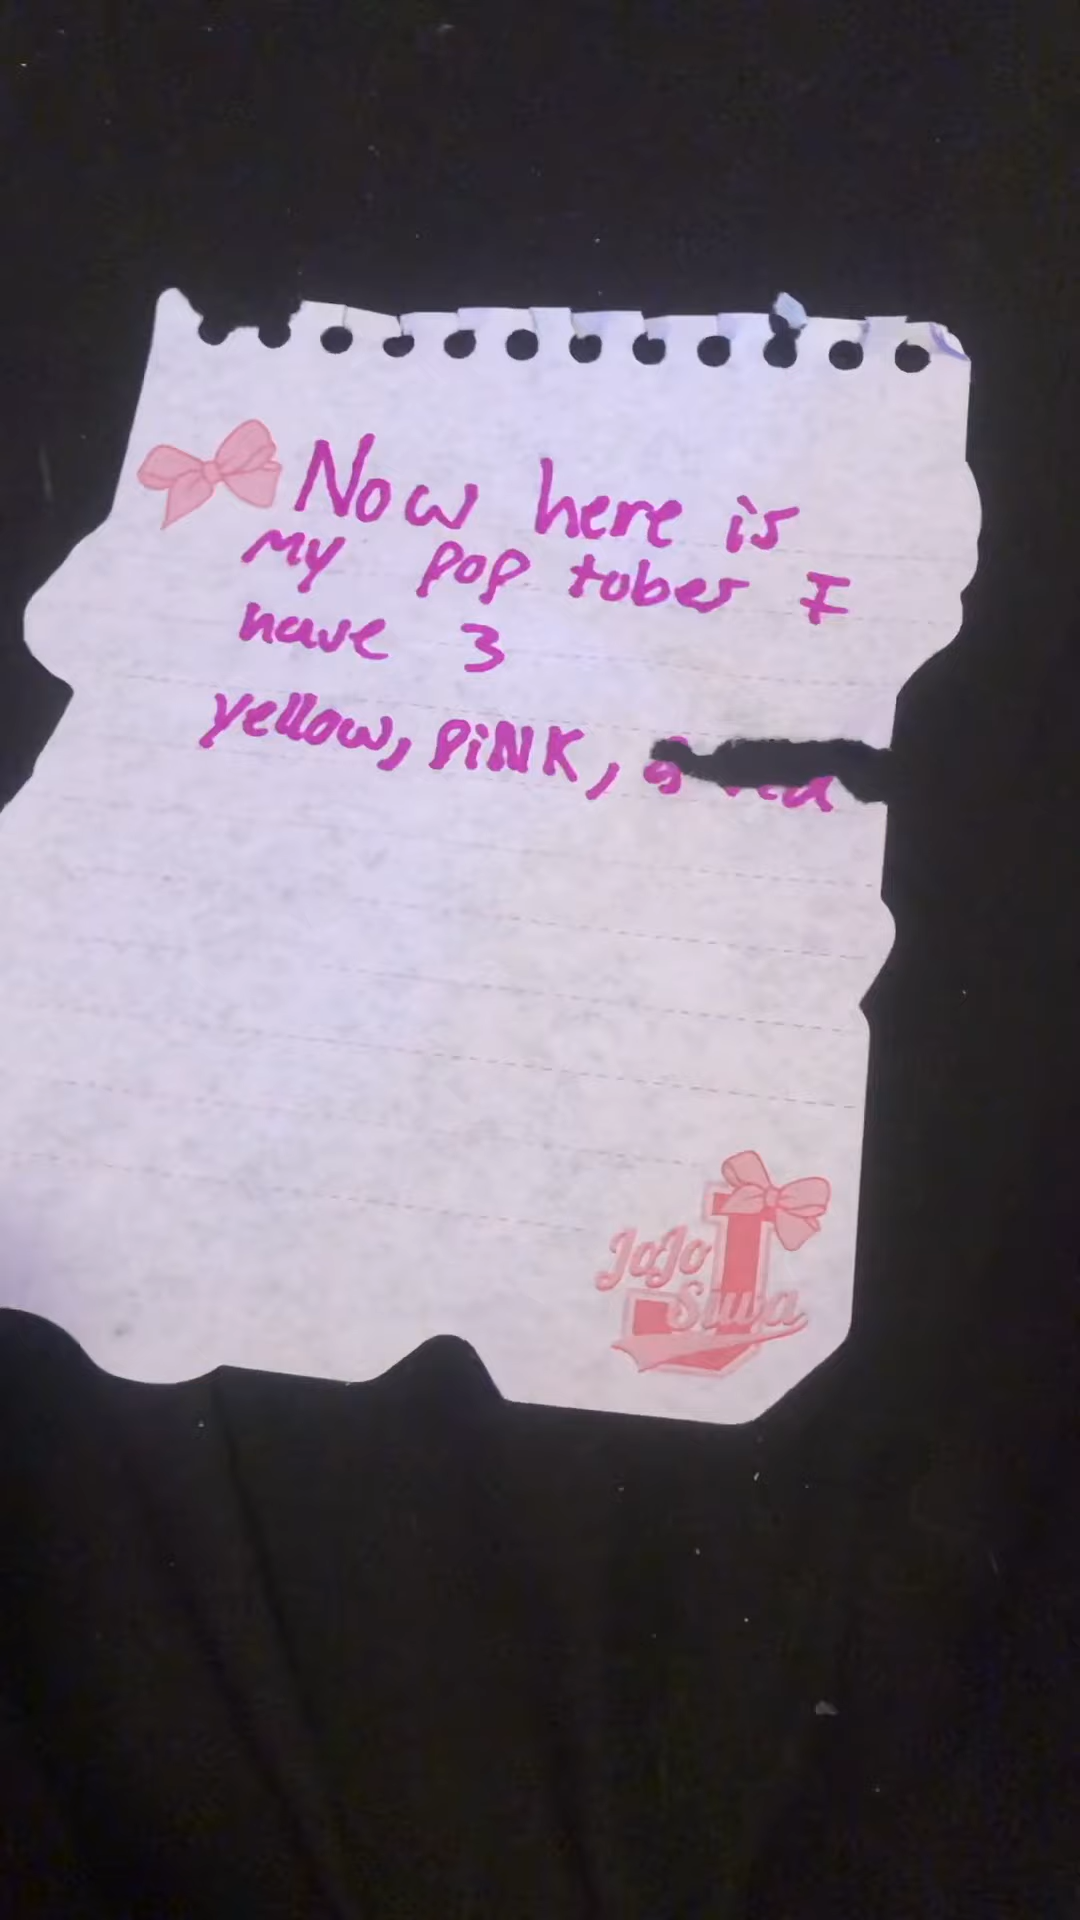 Now here is
my pop tober I
have 3
yellow, PiNK,
JoJo
Siwa